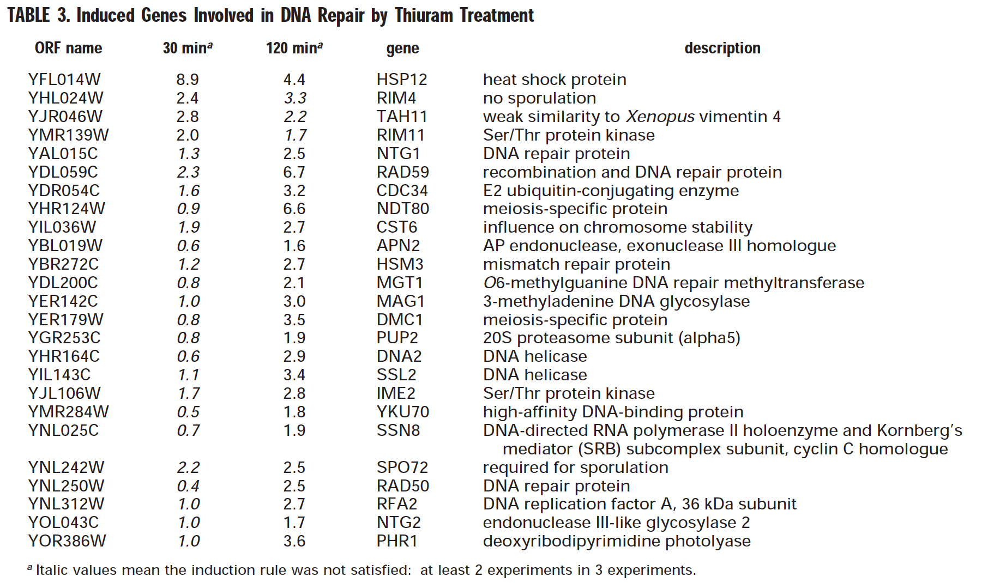 TABLE 3. Induced Genes Involved in DNA Repair by Thiuram Treatment
ORF name 30 min^a 120 min^a gene description
YFL014W 8.9 4.4 HSP12 heat shock protein
YHL024W 2.4 3.3 RIM4 no sporulation
YJR046W 2.8 2.2 TAH11 weak similarity to Xenopus vimentin 4
YMR139W 2.0 1.7 RIM11 Ser/Thr protein kinase
YAL015C 1.3 2.5 NTG1 DNA repair protein
YDL059C 2.3 6.7 RAD59 recombination and DNA repair protein
YDR054C 1.6 3.2 CDC34 E2 ubiquitin-conjugating enzyme
YHR124W 0.9 6.6 NDT80 meiosis-specific protein
YIL036W 1.9 2.7 CST6 influence on chromosome stability
YBL019W 0.6 1.6 APN2 AP endonuclease, exonuclease III homologue
YBR272C 1.2 2.7 HSM3 mismatch repair protein
YDL200C 0.8 2.1 MGT1 O6-methylguanine DNA repair methyltransferase
YER142C 1.0 3.0 MAG1 3-methyladenine DNA glycosylase
YER179W 0.8 3.5 DMC1 meiosis-specific protein
YGR253C 0.8 1.9 PUP2 20S proteasome subunit (alpha5)
YHR164C 0.6 2.9 DNA2 DNA helicase
YIL143C 1.1 3.4 SSL2 DNA helicase
YJL106W 1.7 2.8 IME2 Ser/Thr protein kinase
YMR284W 0.5 1.8 YKU70 high-affinity DNA-binding protein
YNL025C 0.7 1.9 SSN8 DNA-directed RNA polymerase II holoenzyme and Kornberg's
mediator (SRB) subcomplex subunit, cyclin C homologue
YNL242W 2.2 2.5 SPO72 required for sporulation
YNL250W 0.4 2.5 RAD50 DNA repair protein
YNL312W 1.0 2.7 RFA2 DNA replication factor A, 36 kDa subunit
YOL043C 1.0 1.7 NTG2 endonuclease III-like glycosylase 2
YOR386W 1.0 3.6 PHR1 deoxyribodipyrimidine photolyase
^a Italic values mean the induction rule was not satisfied: at least 2 experiments in 3 experiments.